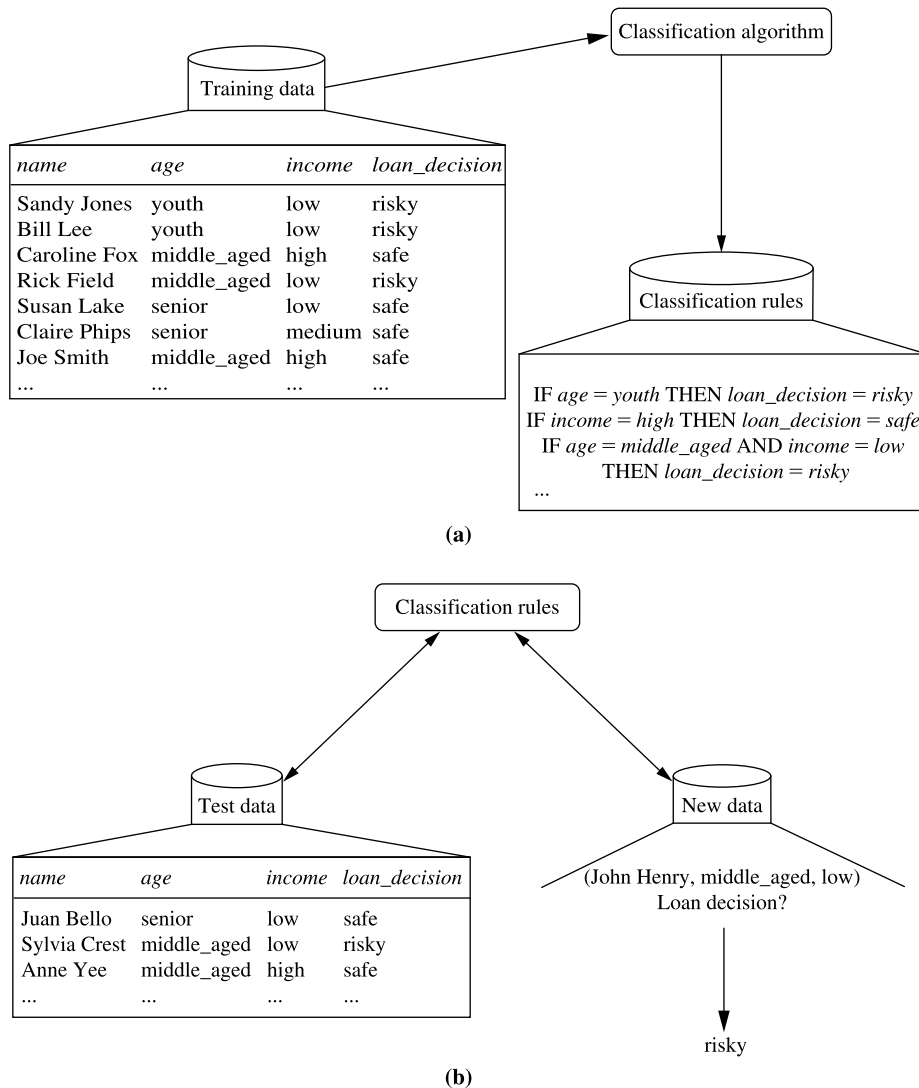 Classification algorithm
Training data
name age income loan_decision
Sandy Jones youth low risky
Bill Lee youth low risky
Caroline Fox middle_aged high safe
Rick Field middle_aged low risky
Susan Lake senior low safe
Claire Phips senior medium safe
Joe Smith middle_aged high safe
... ... ... ...
Classification rules
IF age = youth THEN loan_decision = risky
IF income = high THEN loan_decision = safe
IF age = middle_aged AND income = low
THEN loan_decision = risky
...
(a)
Classification rules
Test data
name age income loan_decision
Juan Bello senior low safe
Sylvia Crest middle_aged low risky
Anne Yee middle_aged high safe
... ... ... ...
New data
(John Henry, middle_aged, low)
Loan decision?
risky
(b)